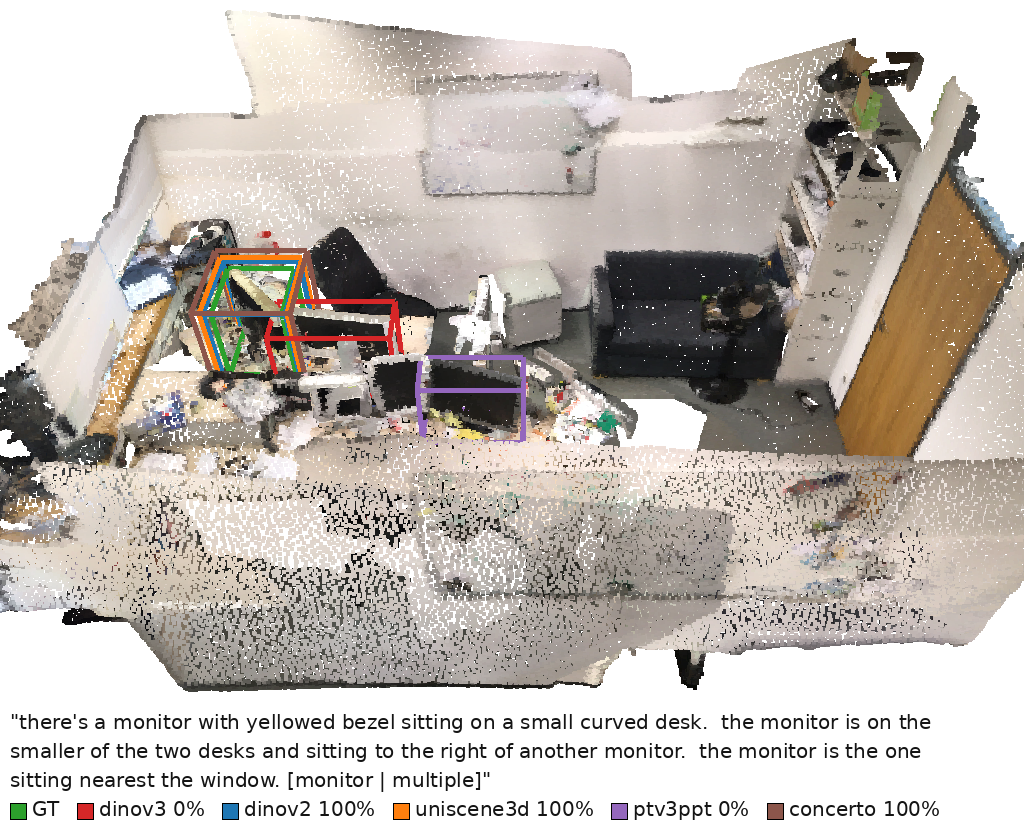 "there's a monitor with yellowed bezel sitting on a small curved desk.  the monitor is on the
smaller of the two desks and sitting to the right of another monitor.  the monitor is the one
sitting nearest the window. [monitor | multiple]"
GT dinov3 0% dinov2 100% uniscene3d 100% ptv3ppt 0% concerto 100%